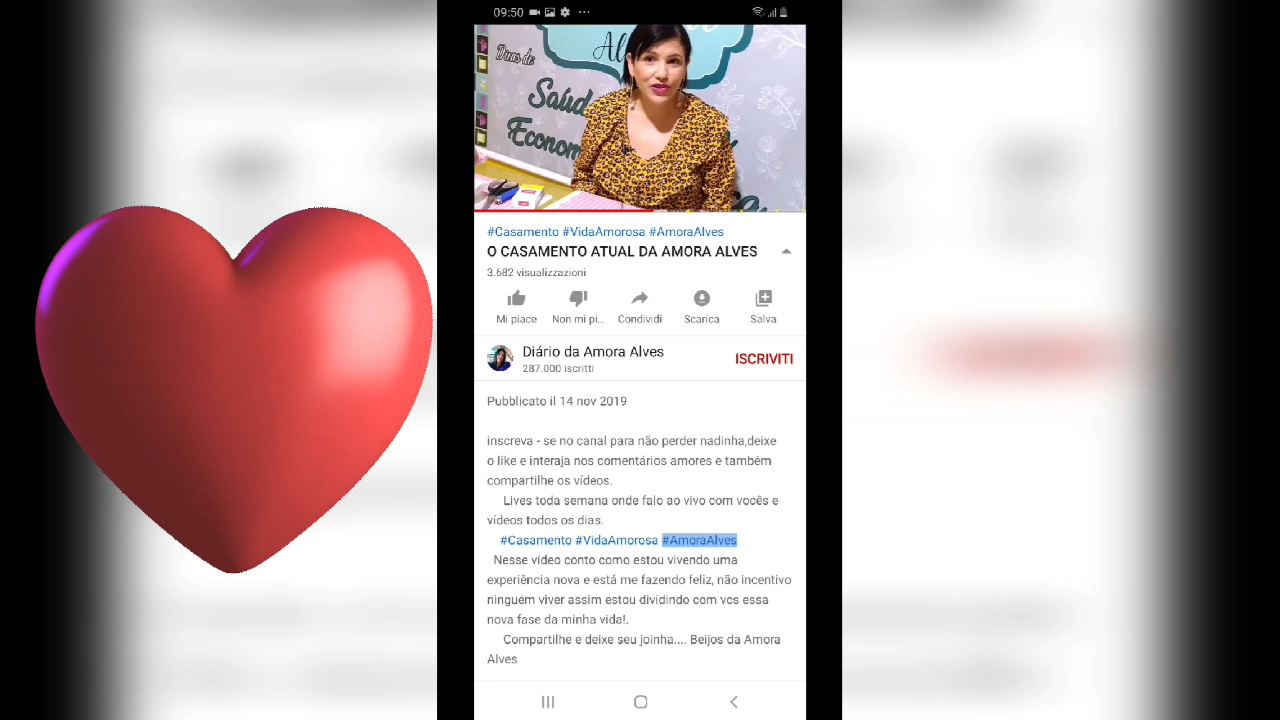 09:50
Dicas de:
Al
Saúd
Econom
#Casamento #VidaAmorosa #AmoraAlves
O CASAMENTO ATUAL DA AMORA ALVES
3.682 visualizzazioni
Mi piace Non mi pi... Condividi Scarica Salva
Diário da Amora Alves
ISCRIVITI
287.000 iscritti
Pubblicato il 14 nov 2019
inscreva - se no canal para não perder nadinha,deixe
o like e interaja nos comentários amores e também
compartilhe os vídeos.
Lives toda semana onde falo ao vivo com vocês e
vídeos todos os dias.
#Casamento #VidaAmorosa #AmoraAlves
Nesse vídeo conto como estou vivendo uma
experiência nova e está me fazendo feliz, não incentivo
ninguém viver assim estou dividindo com vcs essa
nova fase da minha vida!.
Compartilhe e deixe seu joinha.... Beijos da Amora
Alves